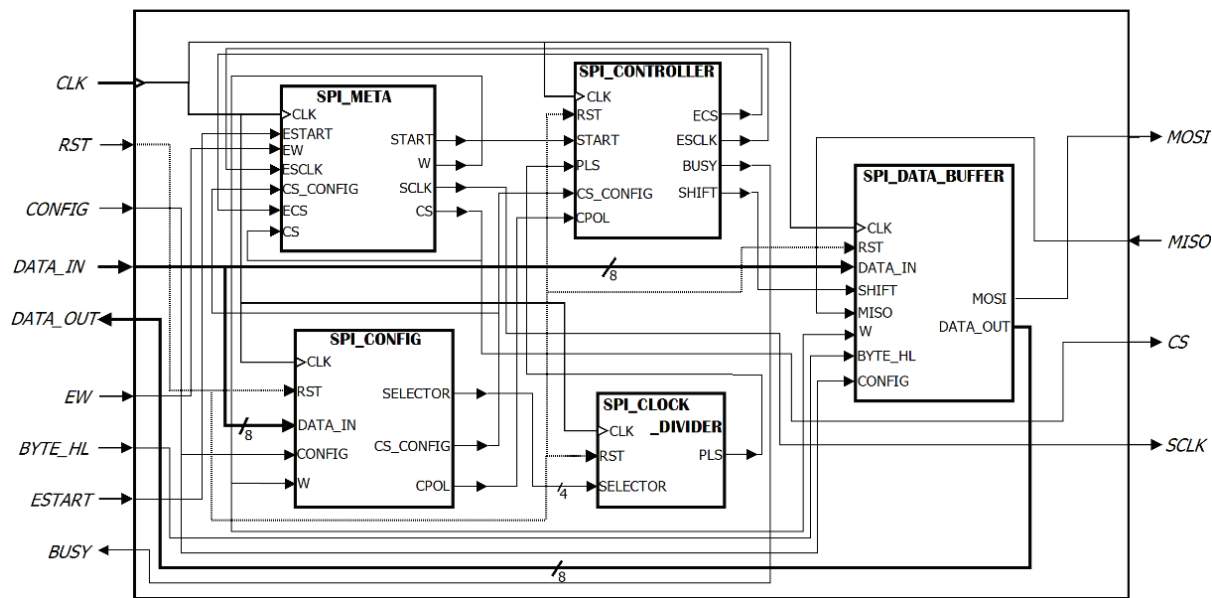 CLK
RST
CONFIG
DATA_IN
DATA_OUT
EW
BYTE_HL
ESTART
BUSY
SPI_META
CLK
ESTART
EW
ESCLK
CS_CONFIG
ECS
CS
START
W
SCLK
CS
SPI_CONTROLLER
CLK
RST
START
PLS
CS_CONFIG
CPOL
ECS
ESCLK
BUSY
SHIFT
8
SPI_CONFIG
CLK
RST
DATA_IN
CONFIG
W
SELECTOR
CS_CONFIG
CPOL
8
SPI_CLOCK
_DIVIDER
CLK
RST
SELECTOR
PLS
4
SPI_DATA_BUFFER
CLK
RST
DATA_IN
SHIFT
MISO
W
BYTE_HL
CONFIG
MOSI
DATA_OUT
8
MOSI
MISO
CS
SCLK